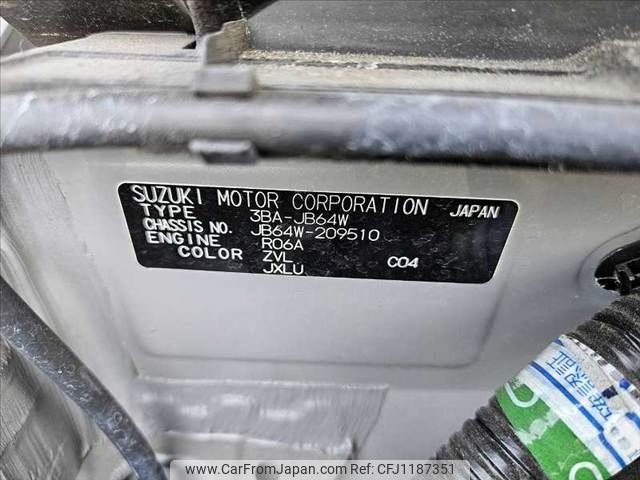 SUZUKI MOTOR CORPORATION JAPAN
TYPE 3BA-JB64W
CHASSIS NO. JB64W-209510
ENGINE R06A
COLOR ZVL C04
JXLU
www.CarFromJapan.com | Ref No. CFJ1187351